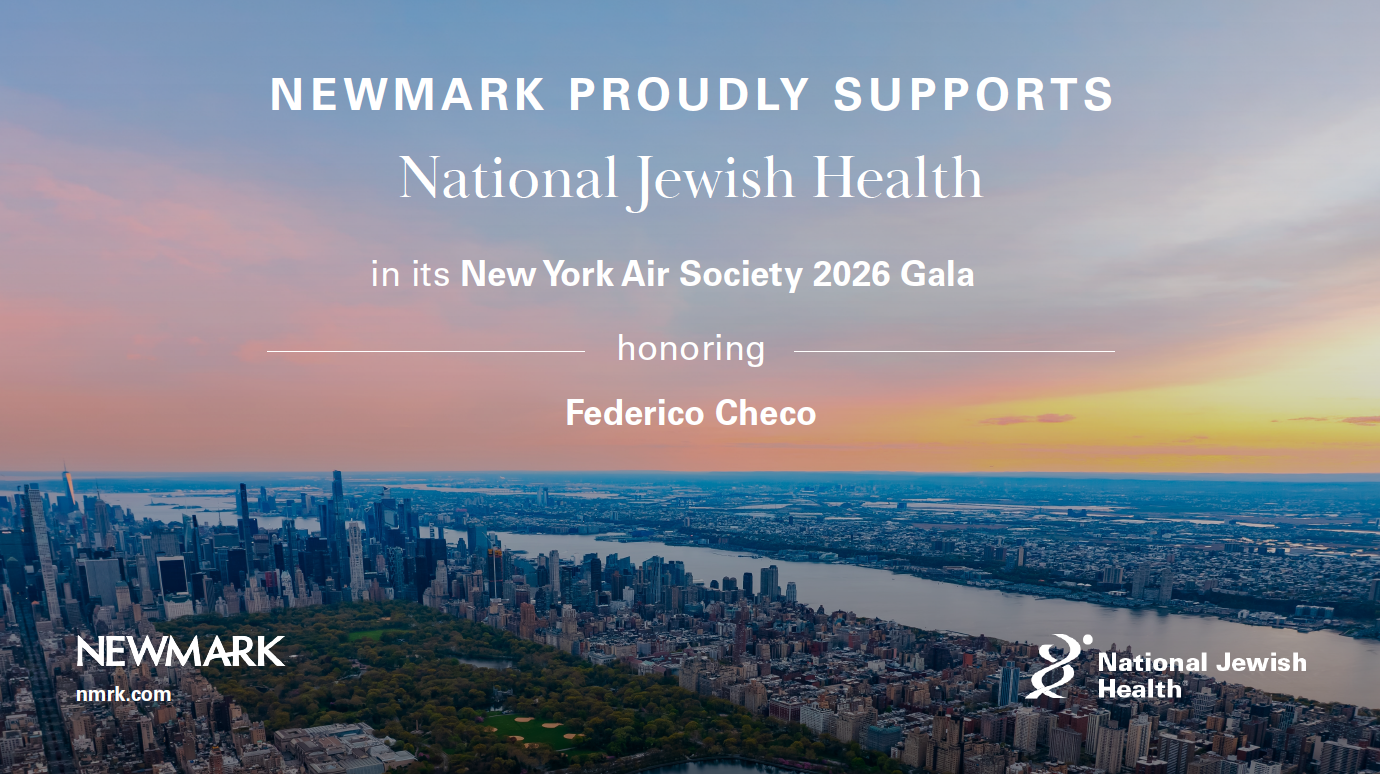 NEWMARK PROUDLY SUPPORTS
National Jewish Health
in its New York Air Society 2026 Gala
honoring
Federico Checo
NEWMARK
nmrk.com
National Jewish
Health